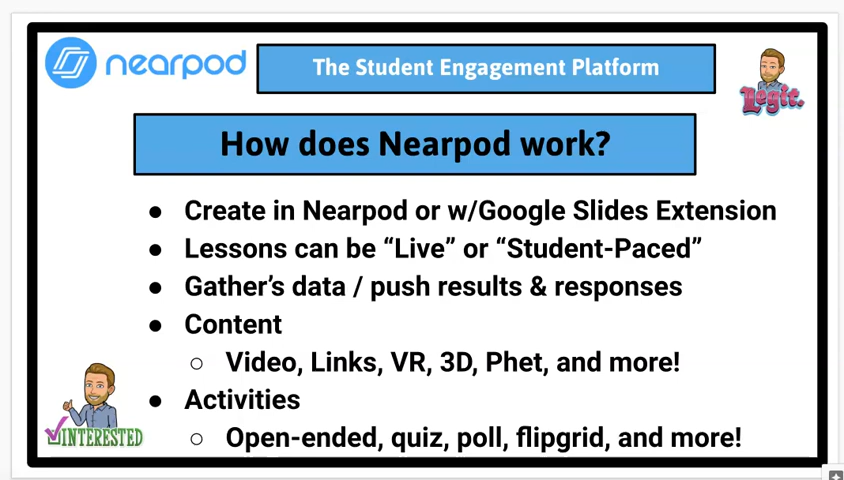 nearpod
The Student Engagement Platform
Legit.
How does Nearpod work?
● Create in Nearpod or w/Google Slides Extension
● Lessons can be “Live” or “Student-Paced”
● Gather’s data / push results & responses
● Content
○ Video, Links, VR, 3D, Phet, and more!
● Activities
○ Open-ended, quiz, poll, flipgrid, and more!
INTERESTED